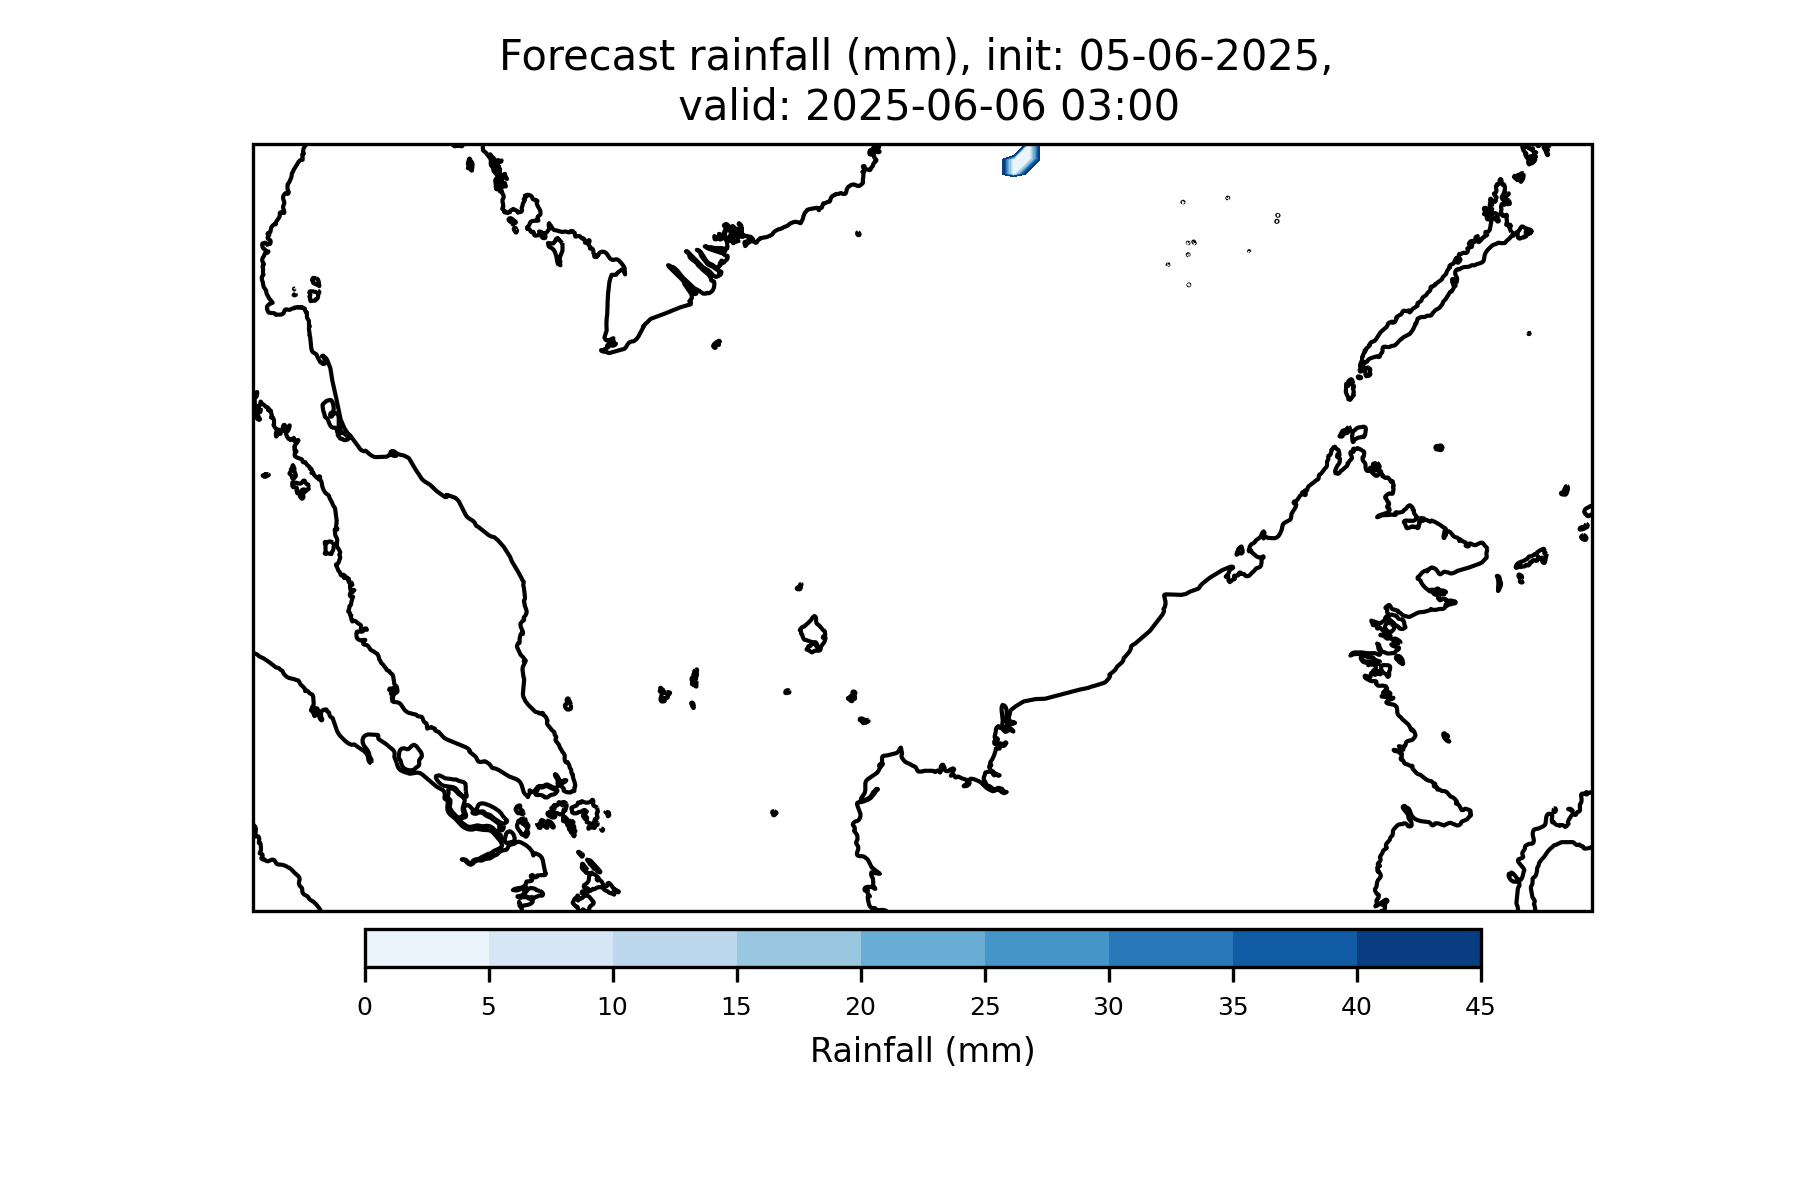 Forecast rainfall (mm), init: 05-06-2025,
valid: 2025-06-06 03:00
0 5 10 15 20 25 30 35 40 45
Rainfall (mm)